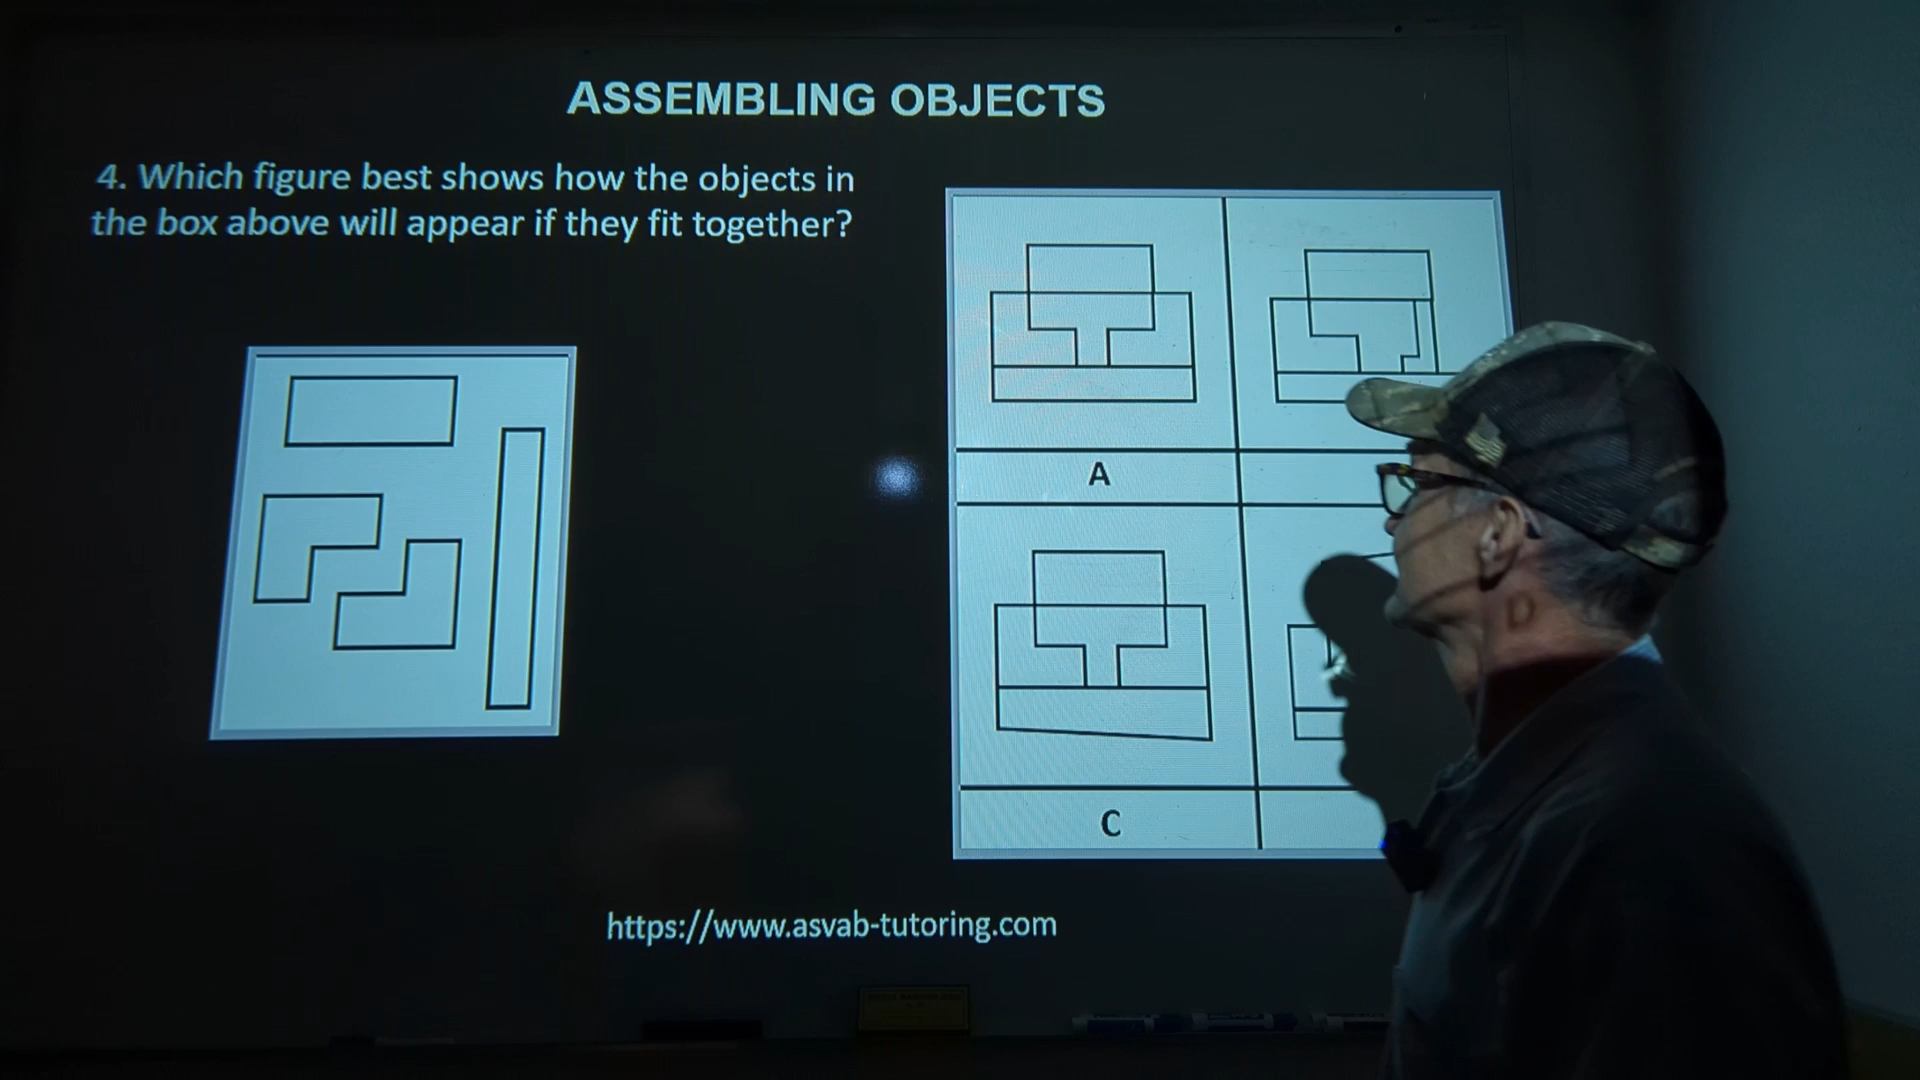 ASSEMBLING OBJECTS
4. Which figure best shows how the objects in
the box above will appear if they fit together?
A
C
https://www.asvab-tutoring.com